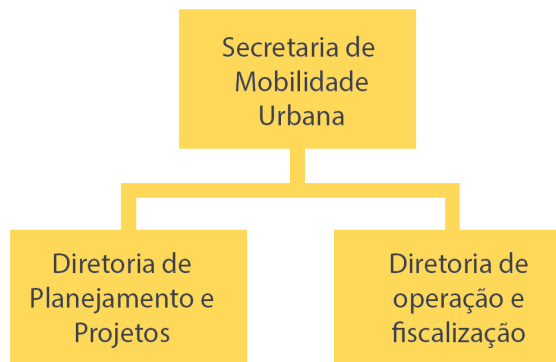 Secretaria de
Mobilidade
Urbana
Diretoria de
Planejamento e
Projetos
Diretoria de
operação e
fiscalização